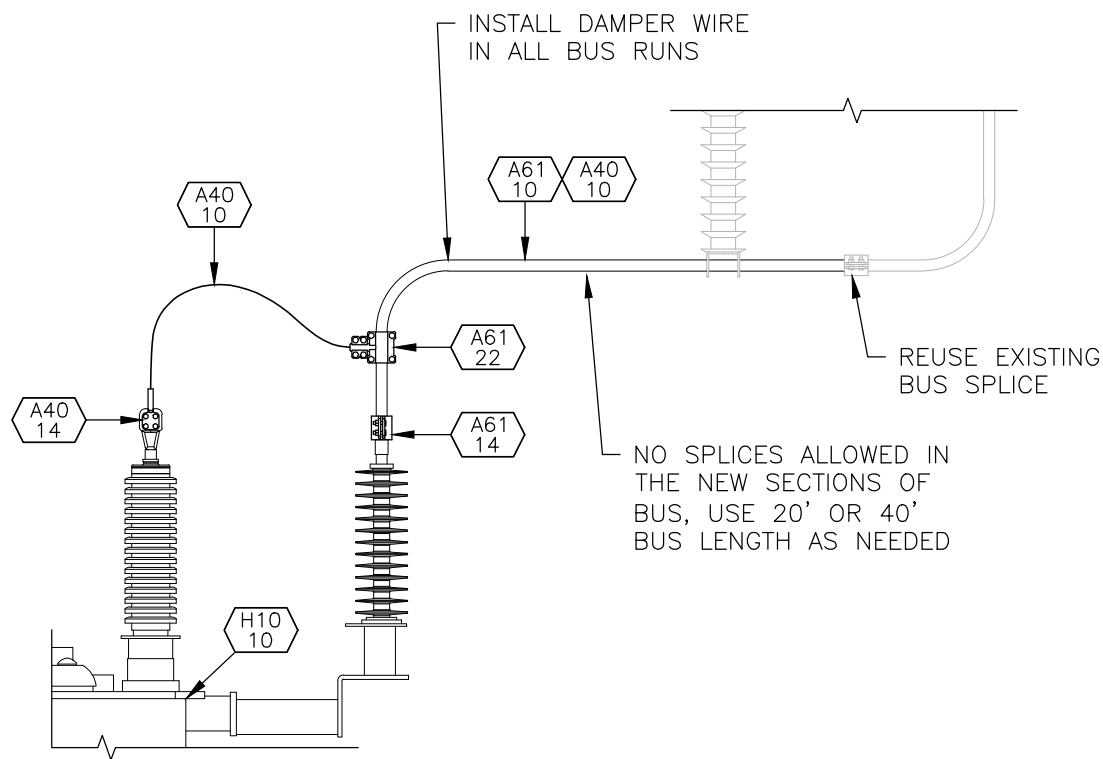 INSTALL DAMPER WIRE
IN ALL BUS RUNS
A61
10
A40
10
A40
10
A61
22
REUSE EXISTING
BUS SPLICE
A40
14
A61
14
NO SPLICES ALLOWED IN
THE NEW SECTIONS OF
BUS, USE 20' OR 40'
BUS LENGTH AS NEEDED
H10
10